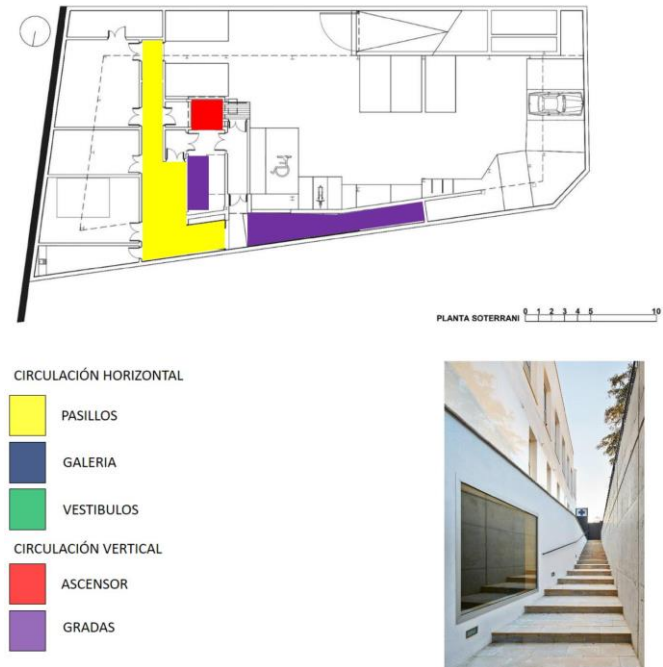 PLANTA SOTERRANI 0 1 2 3 4 5 10
CIRCULACIÓN HORIZONTAL
PASILLOS
GALERIA
VESTIBULOS
CIRCULACIÓN VERTICAL
ASCENSOR
GRADAS